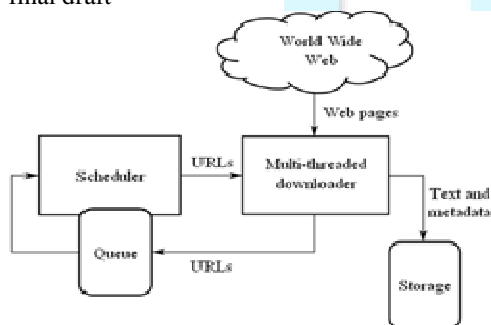 final draft
World Wide
Web
Web pages
Scheduler
URLs
Multi-threaded
downloader
Text and
metadata
Queue
URLs
Storage